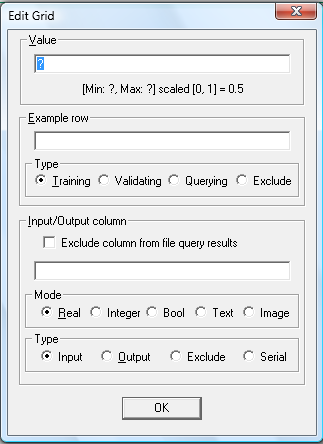 Edit Grid
Value
?
[Min: ?, Max: ?] scaled [0, 1] = 0.5
Example row
Type
Training Validating Querying Exclude
Input/Output column
Exclude column from file query results
Mode
Real Integer Bool Text Image
Type
Input Output Exclude Serial
OK